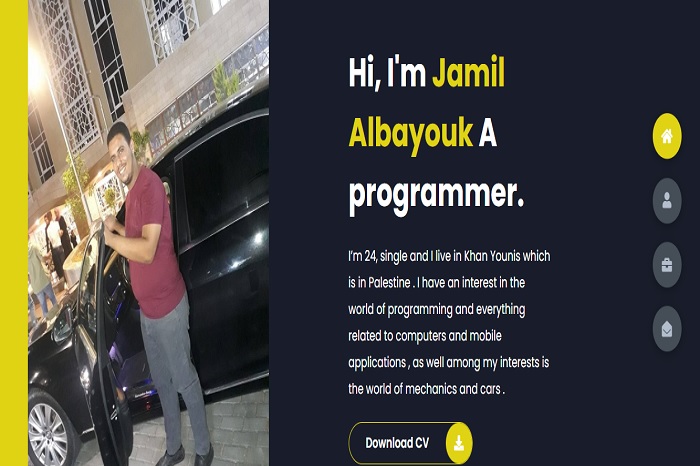 Hi, I'm Jamil
Albayouk A
programmer.
I'm 24, single and I live in Khan Younis which
is in Palestine . I have an interest in the
world of programming and everything
related to computers and mobile
applications , as well among my interests is
the world of mechanics and cars .
Download CV